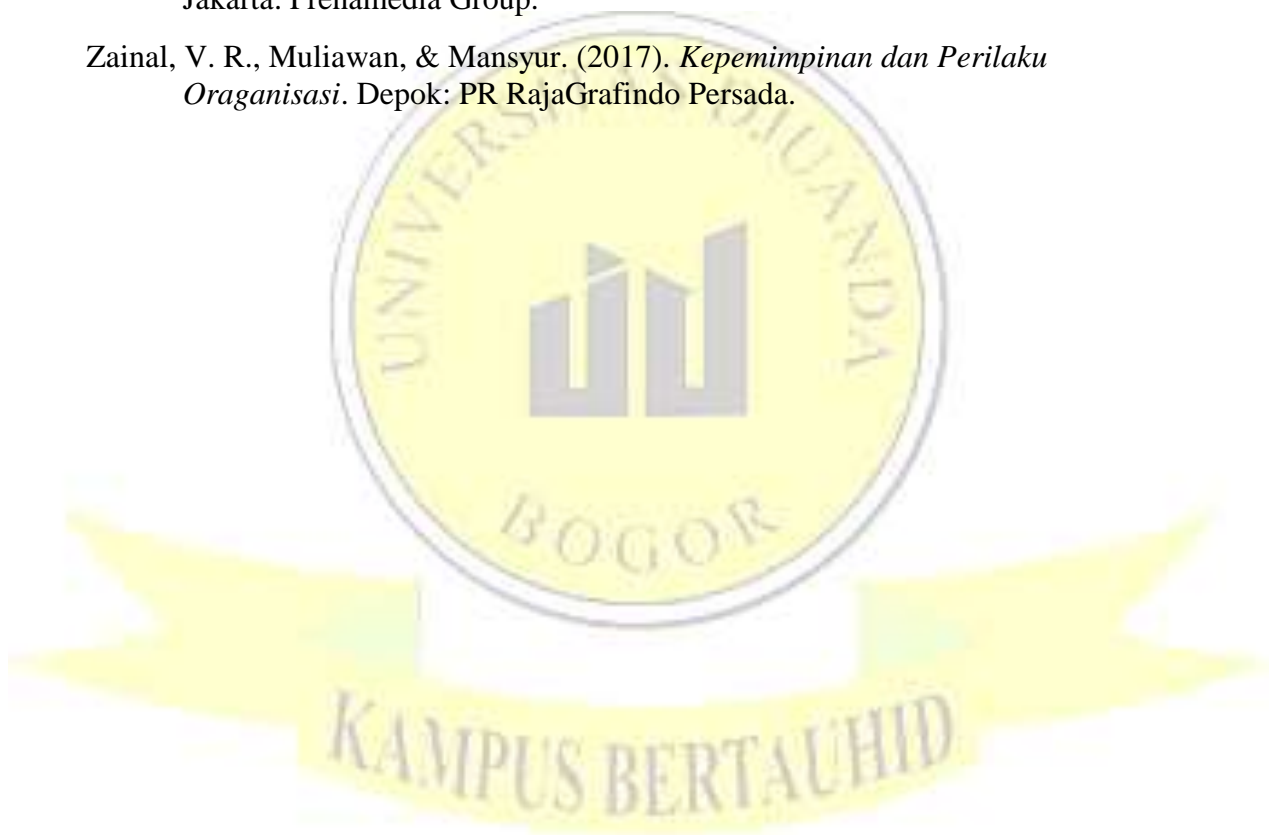 Jakarta: Prenamedia Group.
Zainal, V. R., Muliawan, & Mansyur. (2017). Kepemimpinan dan Perilaku
Oraganisasi. Depok: PR RajaGrafindo Persada.
UNIVERSITAS DJUANDA
BOGOR
KAMPUS BERTAUHID